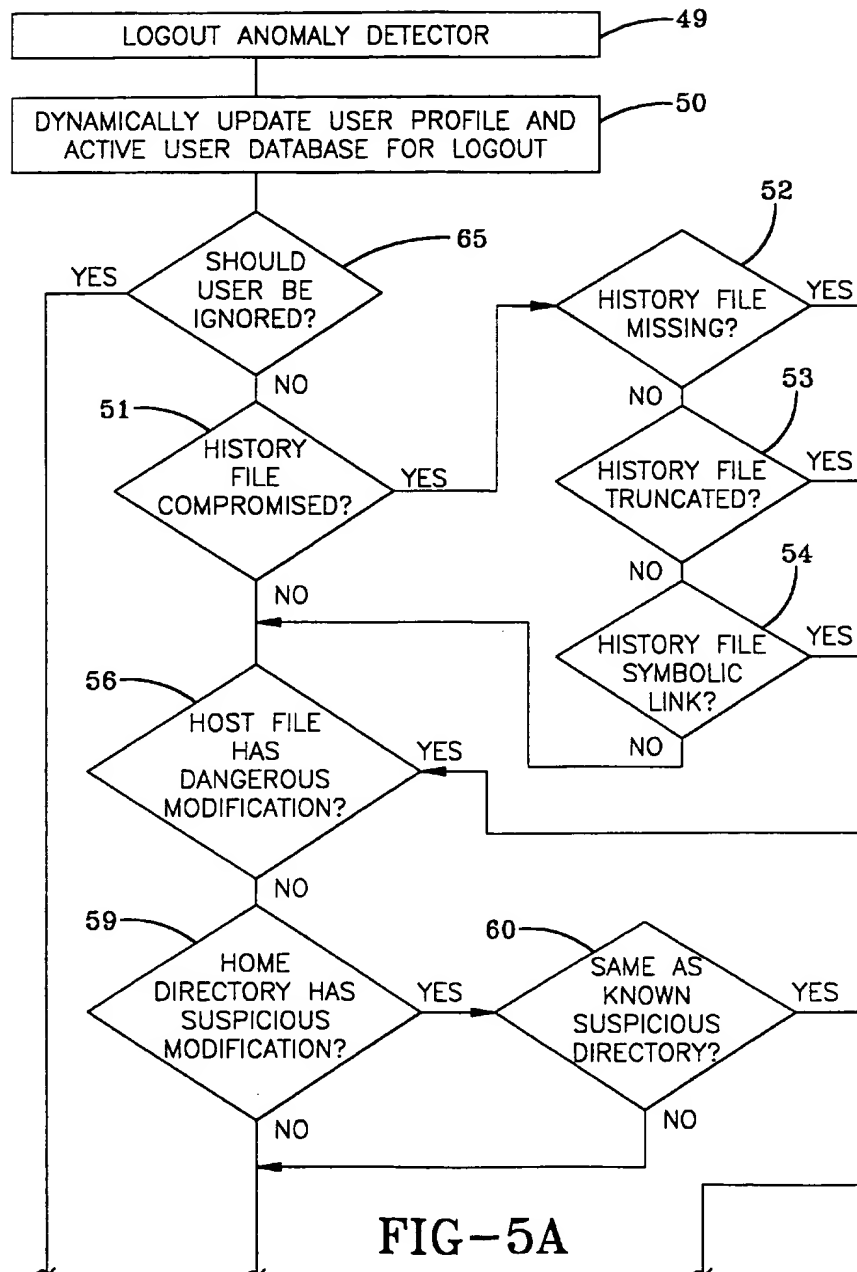 LOGOUT ANOMALY DETECTOR
49
DYNAMICALLY UPDATE USER PROFILE AND
ACTIVE USER DATABASE FOR LOGOUT
50
SHOULD
USER BE
IGNORED?
65
YES
NO
51
HISTORY
FILE
COMPROMISED?
YES
NO
52
HISTORY FILE
MISSING?
YES
NO
53
HISTORY FILE
TRUNCATED?
YES
NO
54
HISTORY FILE
SYMBOLIC
LINK?
YES
NO
56
HOST FILE
HAS
DANGEROUS
MODIFICATION?
YES
NO
59
HOME
DIRECTORY HAS
SUSPICIOUS
MODIFICATION?
YES
NO
60
SAME AS
KNOWN
SUSPICIOUS
DIRECTORY?
YES
NO
FIG-5A